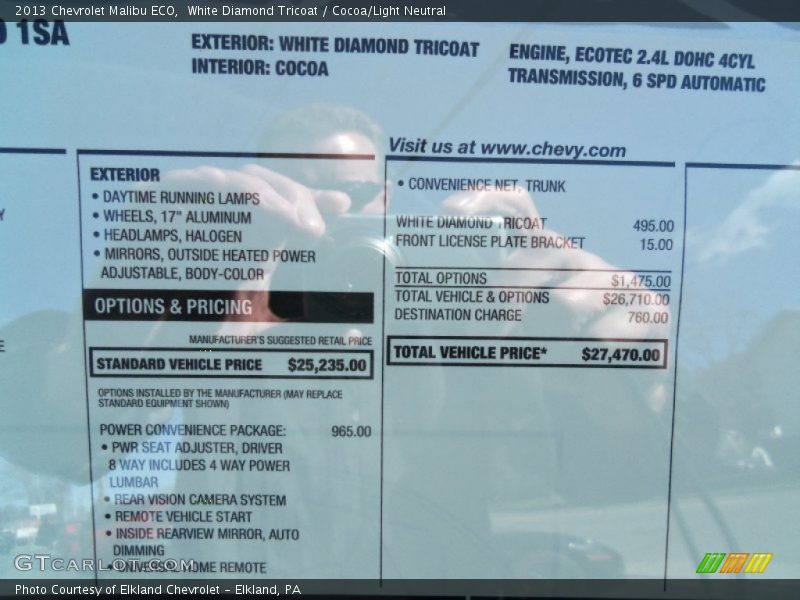 2013 Chevrolet Malibu ECO, White Diamond Tricoat / Cocoa/Light Neutral
1SA
EXTERIOR: WHITE DIAMOND TRICOAT
INTERIOR: COCOA
ENGINE, ECOTEC 2.4L DOHC 4CYL
TRANSMISSION, 6 SPD AUTOMATIC
Visit us at www.chevy.com
EXTERIOR
• DAYTIME RUNNING LAMPS
• WHEELS, 17" ALUMINUM
• HEADLAMPS, HALOGEN
• MIRRORS, OUTSIDE HEATED POWER
ADJUSTABLE, BODY-COLOR
OPTIONS & PRICING
MANUFACTURER'S SUGGESTED RETAIL PRICE
STANDARD VEHICLE PRICE $25,235.00
OPTIONS INSTALLED BY THE MANUFACTURER (MAY REPLACE
STANDARD EQUIPMENT SHOWN)
POWER CONVENIENCE PACKAGE: 965.00
• PWR SEAT ADJUSTER, DRIVER
8 WAY INCLUDES 4 WAY POWER
LUMBAR
• REAR VISION CAMERA SYSTEM
• REMOTE VEHICLE START
• INSIDE REARVIEW MIRROR, AUTO
DIMMING
• UNIVERSAL HOME REMOTE
• CONVENIENCE NET, TRUNK
WHITE DIAMOND TRICOAT 495.00
FRONT LICENSE PLATE BRACKET 15.00
TOTAL OPTIONS $1,475.00
TOTAL VEHICLE & OPTIONS $26,710.00
DESTINATION CHARGE 760.00
TOTAL VEHICLE PRICE* $27,470.00
GTcarlot.com
Photo Courtesy of Elkland Chevrolet - Elkland, PA